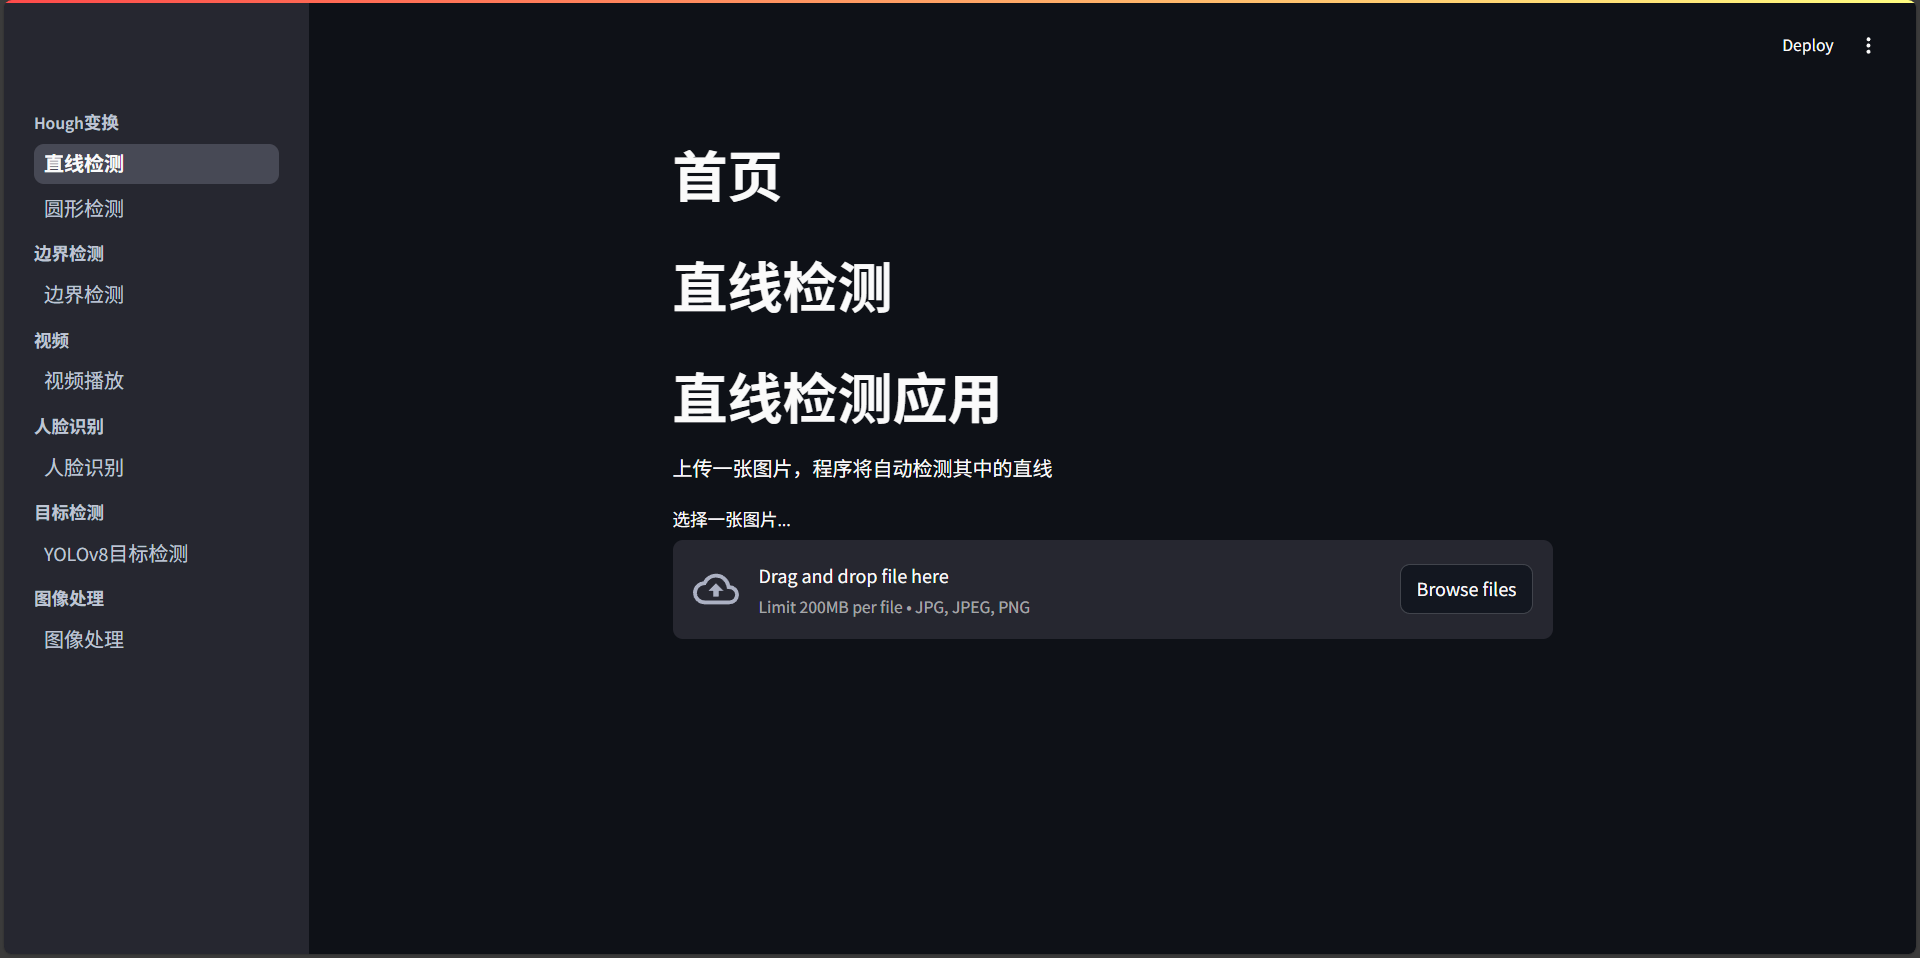 Deploy
Hough变换
直线检测
圆形检测
边界检测
边界检测
视频
视频播放
人脸识别
人脸识别
目标检测
YOLOv8目标检测
图像处理
图像处理
首页
直线检测
直线检测应用
上传一张图片，程序将自动检测其中的直线
选择一张图片...
Drag and drop file here
Limit 200MB per file • JPG, JPEG, PNG
Browse files